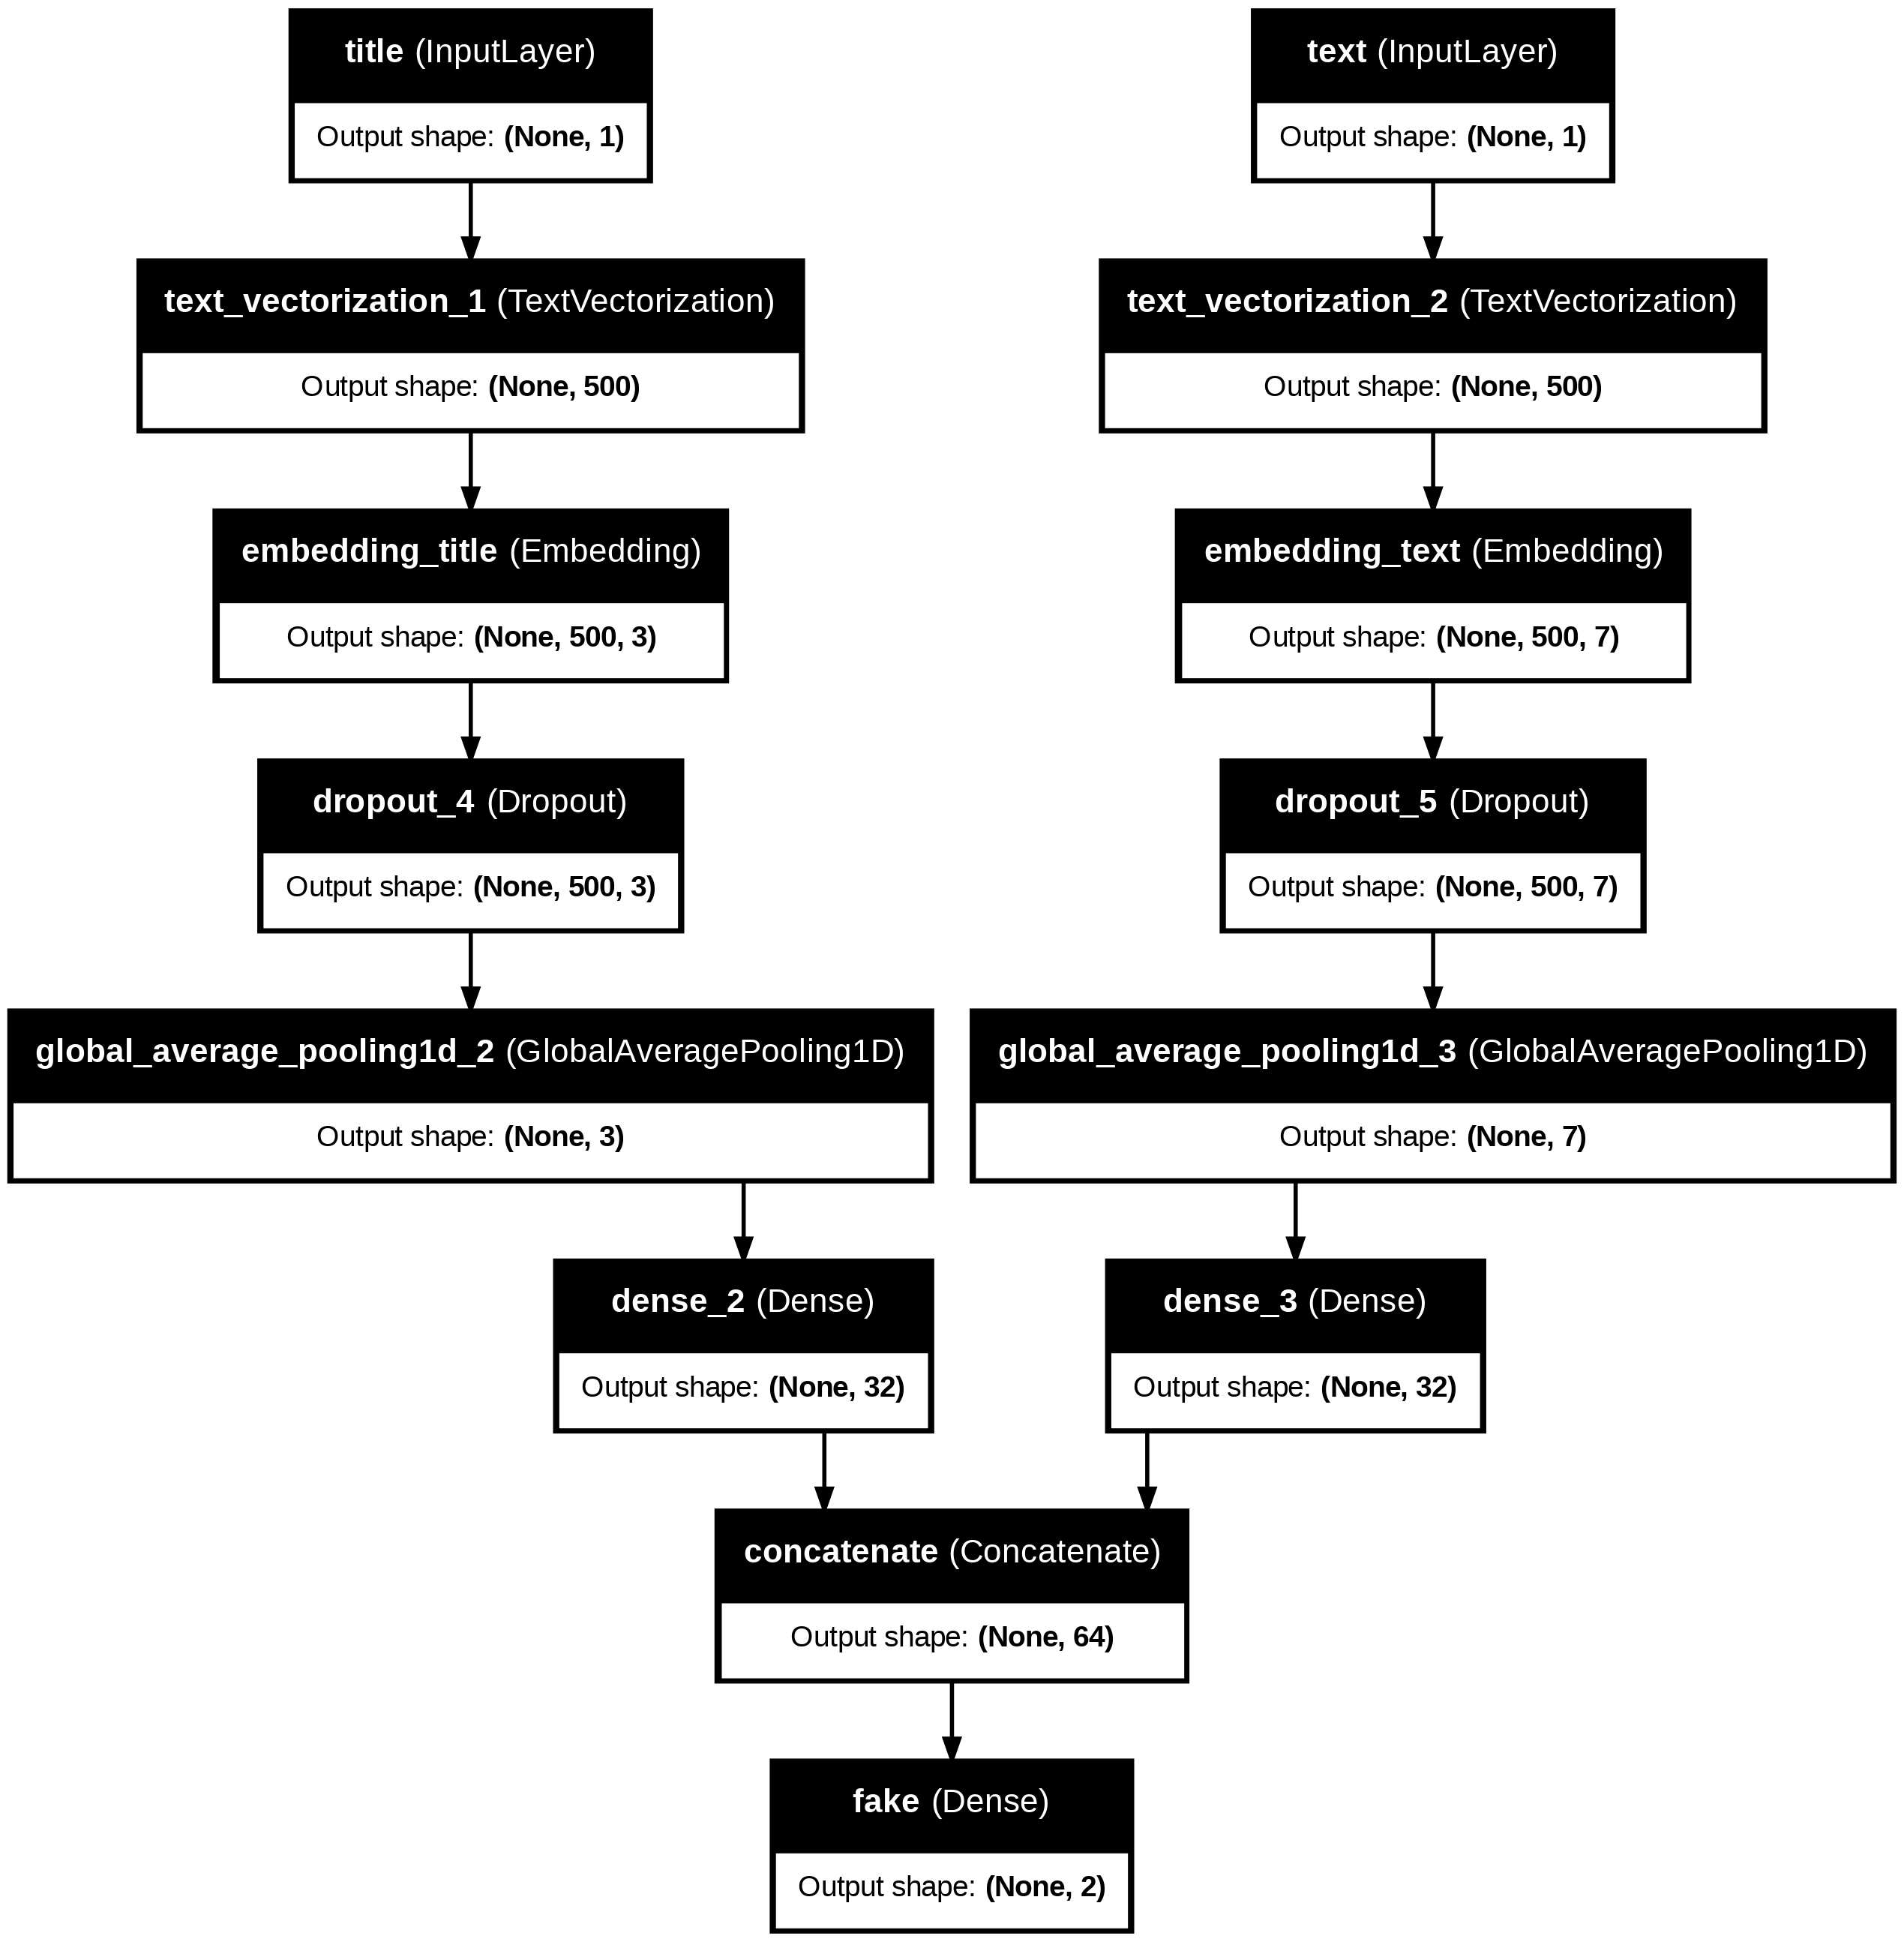 title (InputLayer)
Output shape: (None, 1)
text_vectorization_1 (TextVectorization)
Output shape: (None, 500)
embedding_title (Embedding)
Output shape: (None, 500, 3)
dropout_4 (Dropout)
Output shape: (None, 500, 3)
global_average_pooling1d_2 (GlobalAveragePooling1D)
Output shape: (None, 3)
dense_2 (Dense)
Output shape: (None, 32)
text (InputLayer)
Output shape: (None, 1)
text_vectorization_2 (TextVectorization)
Output shape: (None, 500)
embedding_text (Embedding)
Output shape: (None, 500, 7)
dropout_5 (Dropout)
Output shape: (None, 500, 7)
global_average_pooling1d_3 (GlobalAveragePooling1D)
Output shape: (None, 7)
dense_3 (Dense)
Output shape: (None, 32)
concatenate (Concatenate)
Output shape: (None, 64)
fake (Dense)
Output shape: (None, 2)